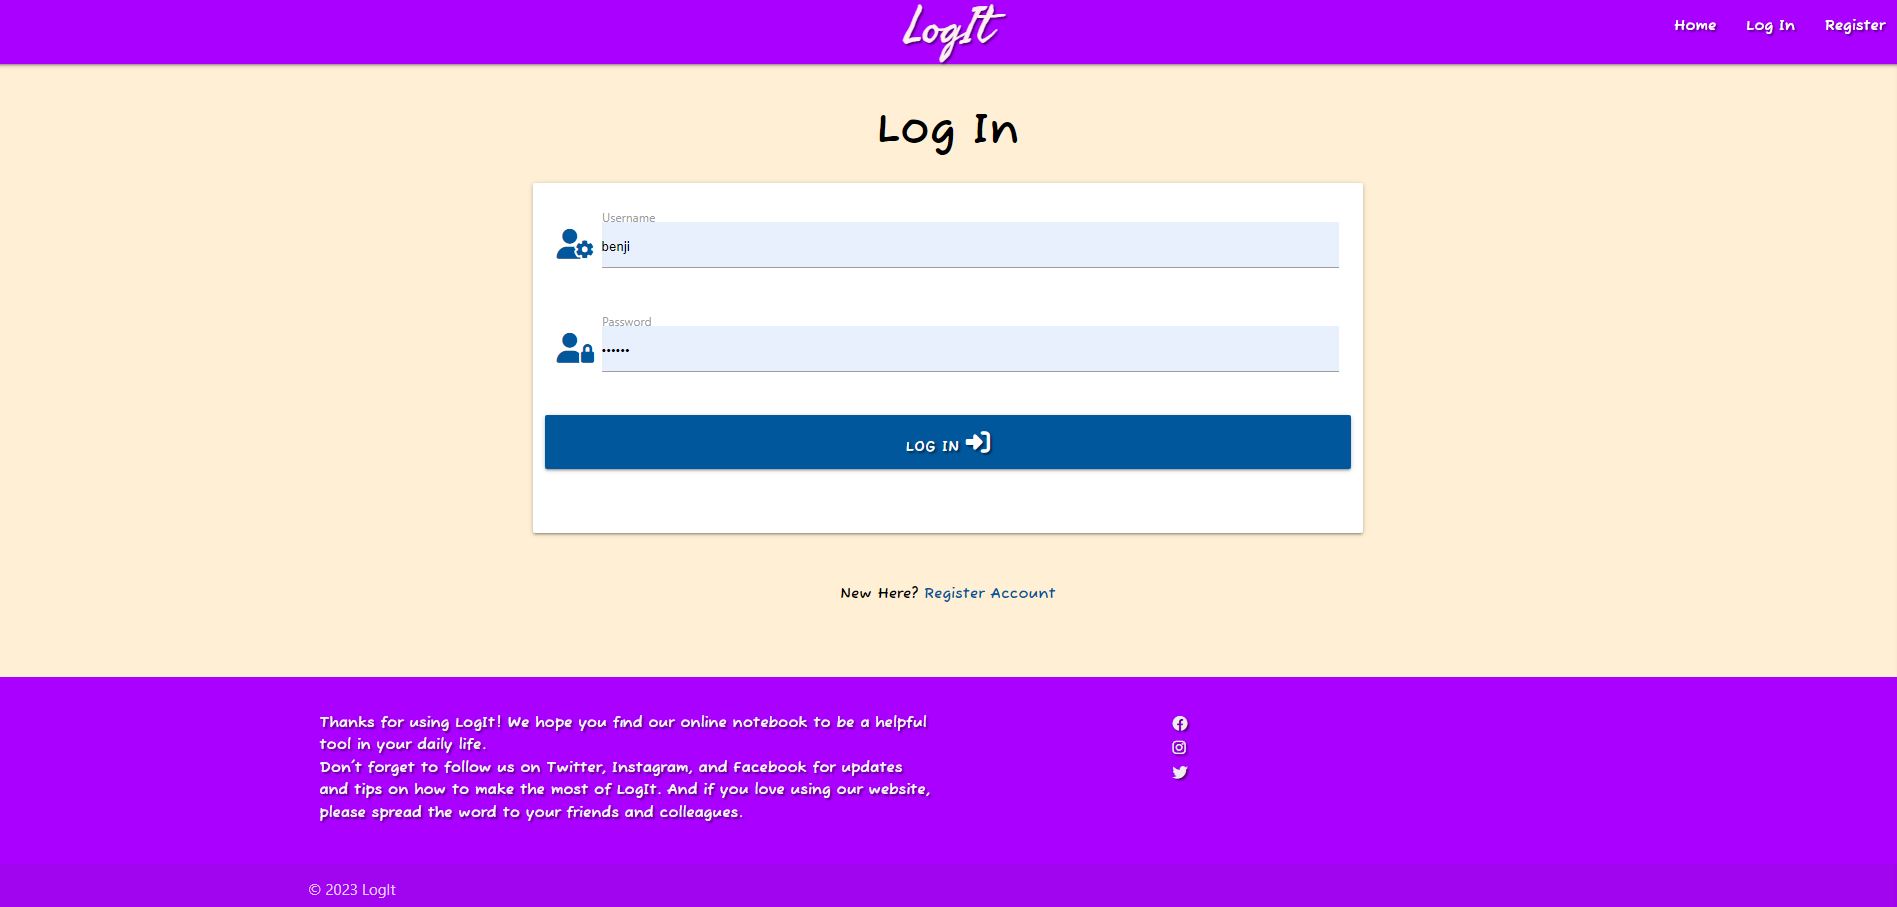 LogIt
Home Log In Register
Log In
Username
benji
Password
••••••
LOG IN
New Here? Register Account
Thanks for using LogIt! We hope you find our online notebook to be a helpful
tool in your daily life.
Don't forget to follow us on Twitter, Instagram, and Facebook for updates
and tips on how to make the most of LogIt. And if you love using our website,
please spread the word to your friends and colleagues.
© 2023 LogIt